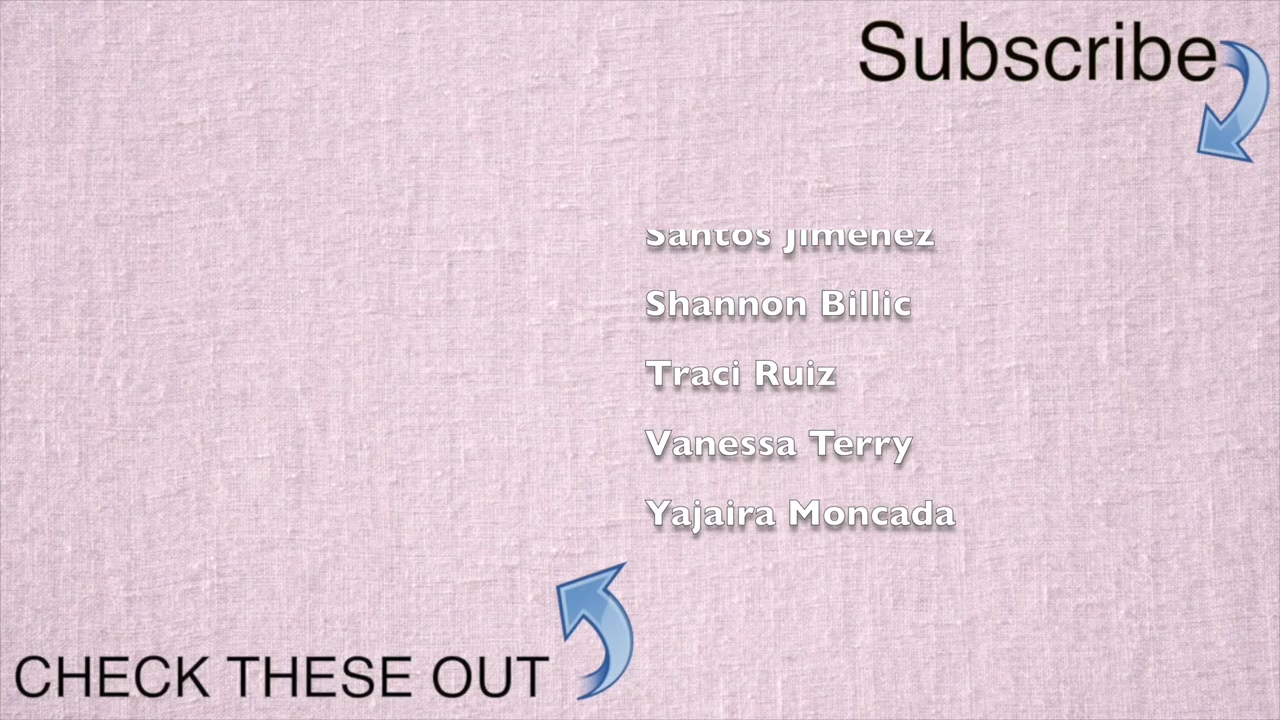 Subscribe
Santos Jimenez
Shannon Billic
Traci Ruiz
Vanessa Terry
Yajaira Moncada
CHECK THESE OUT